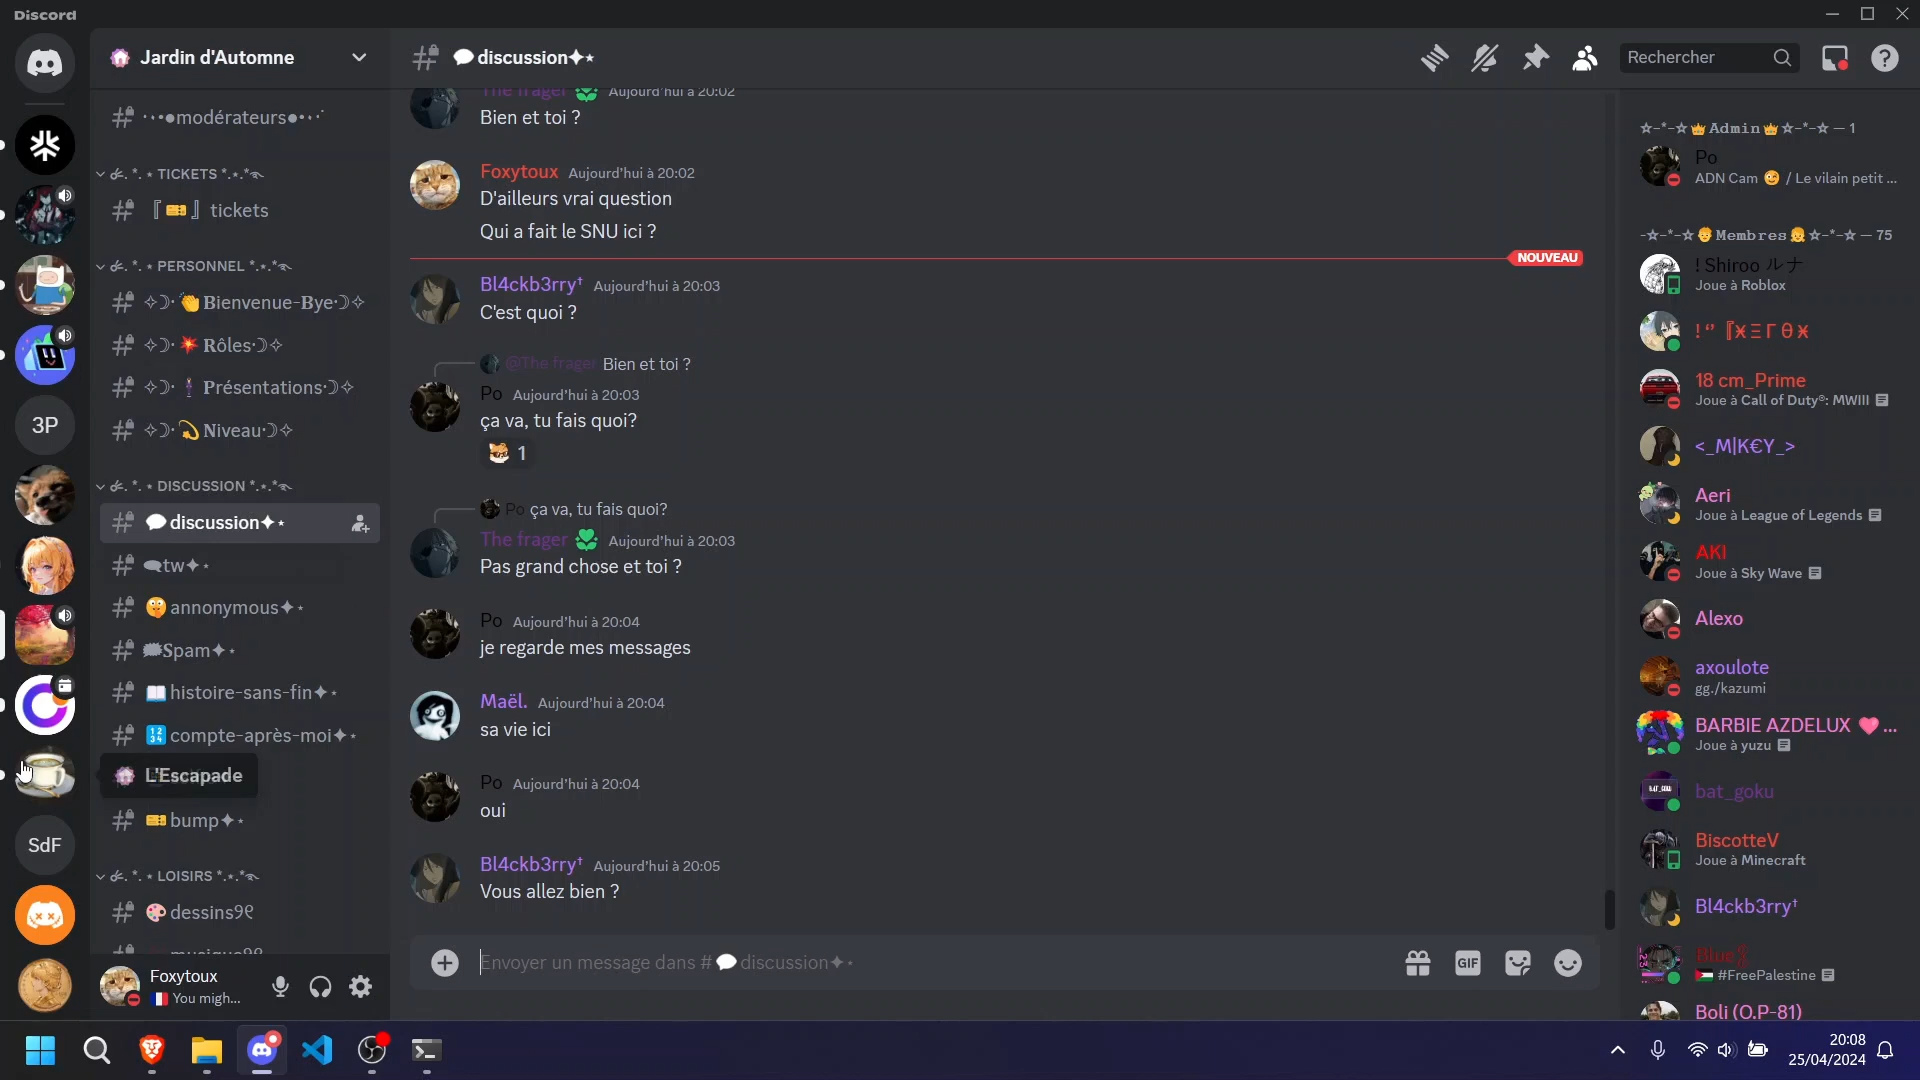 Discord
Jardin d'Automne
modérateurs
TICKETS
『🎫』 tickets
PERSONNEL
✧☽·👏Bienvenue-Bye·☽✧
✧☽·💥Rôles·☽✧
✧☽·🕴Présentations·☽✧
✧☽·💫Niveau·☽✧
DISCUSSION
💬discussion✦⋆
🗨tw✦⋆
🤫annonymous✦⋆
Spam✦⋆
📖histoire-sans-fin✦⋆
🔢compte-après-moi✦⋆
L'Escapade
🎫bump✦⋆
LOISIRS
🎨dessins୨୧
3P
SdF
Foxytoux
You migh...
💬discussion✦⋆
Rechercher
The frager Aujourd'hui à 20:02
Bien et toi ?
Foxytoux Aujourd'hui à 20:02
D'ailleurs vrai question
Qui a fait le SNU ici ?
NOUVEAU
Bl4ckb3rry† Aujourd'hui à 20:03
C'est quoi ?
@The frager Bien et toi ?
Po Aujourd'hui à 20:03
ça va, tu fais quoi?
1
Po ça va, tu fais quoi?
The frager Aujourd'hui à 20:03
Pas grand chose et toi ?
Po Aujourd'hui à 20:04
je regarde mes messages
Maël. Aujourd'hui à 20:04
sa vie ici
Po Aujourd'hui à 20:04
oui
Bl4ckb3rry† Aujourd'hui à 20:05
Vous allez bien ?
Envoyer un message dans #💬discussion✦⋆
GIF
☆-*-☆👑Admin👑☆-*-☆ — 1
Po
ADN Cam 😉 / Le vilain petit ...
-☆-*-☆👴Membres👵☆-*-☆ — 75
! Shiroo ルナ
Joue à Roblox
18 cm_Prime
Joue à Call of Duty®: MWIII
<_M|K€Y_>
Aeri
Joue à League of Legends
AKI
Joue à Sky Wave
Alexo
axoulote
gg./kazumi
BARBIE AZDELUX ❤ ...
Joue à yuzu
bat_goku
BiscotteV
Joue à Minecraft
Bl4ckb3rry†
Blue
🇵🇸 #FreePalestine
Boli (O.P-81)
20:08
25/04/2024